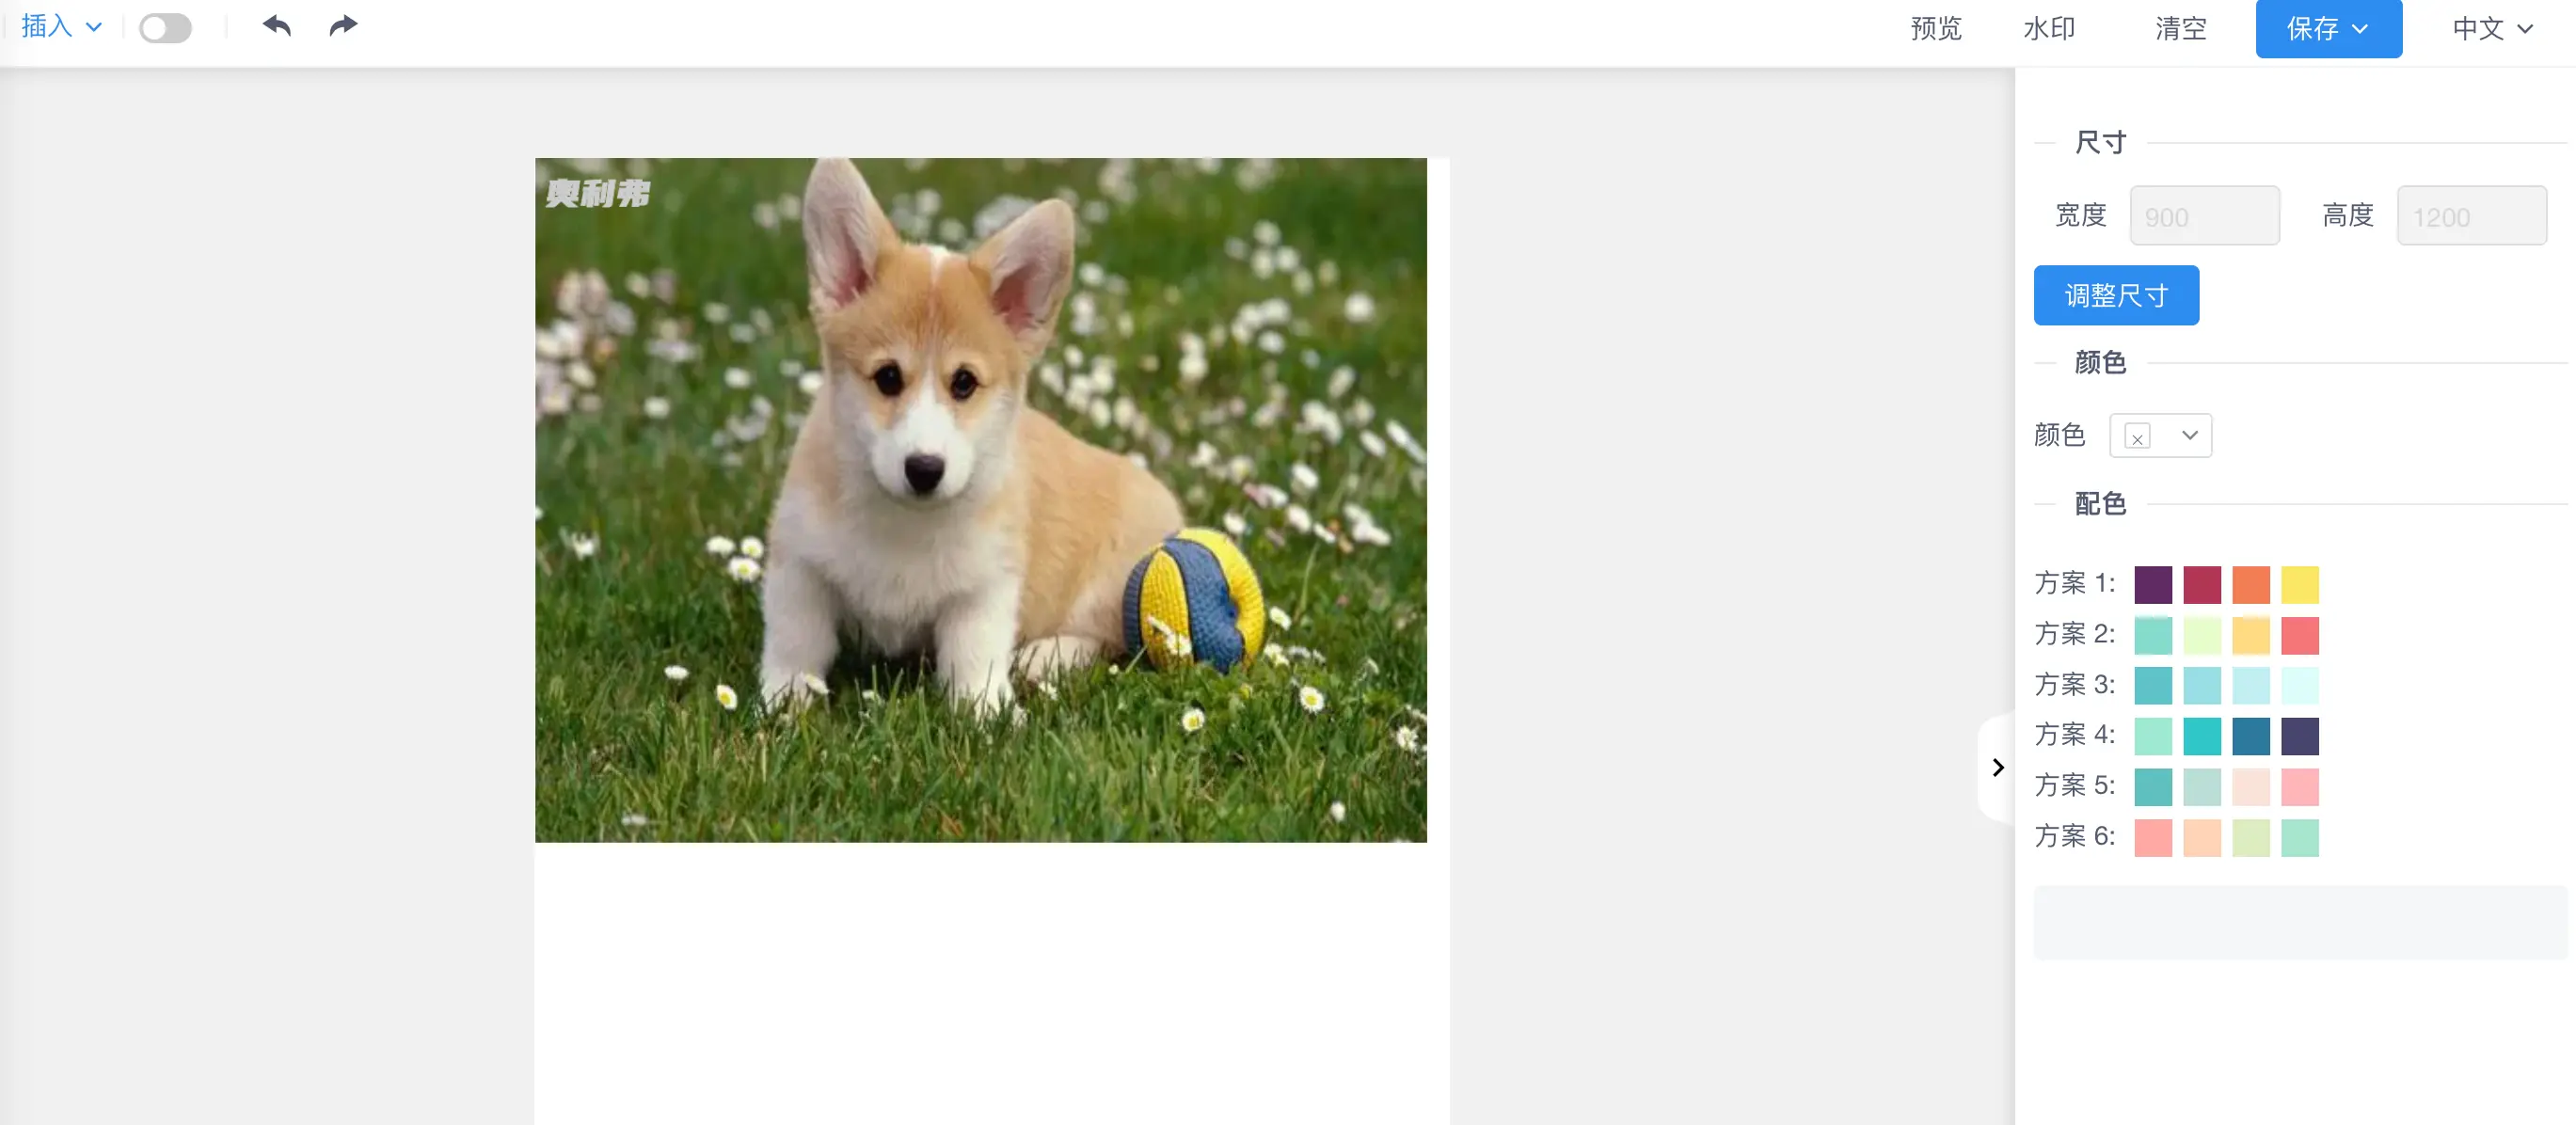 插入
预览 水印 清空 保存 中文
奥利弗
尺寸
宽度 900 高度 1200
调整尺寸
颜色
颜色
配色
方案 1:
方案 2:
方案 3:
方案 4:
方案 5:
方案 6: